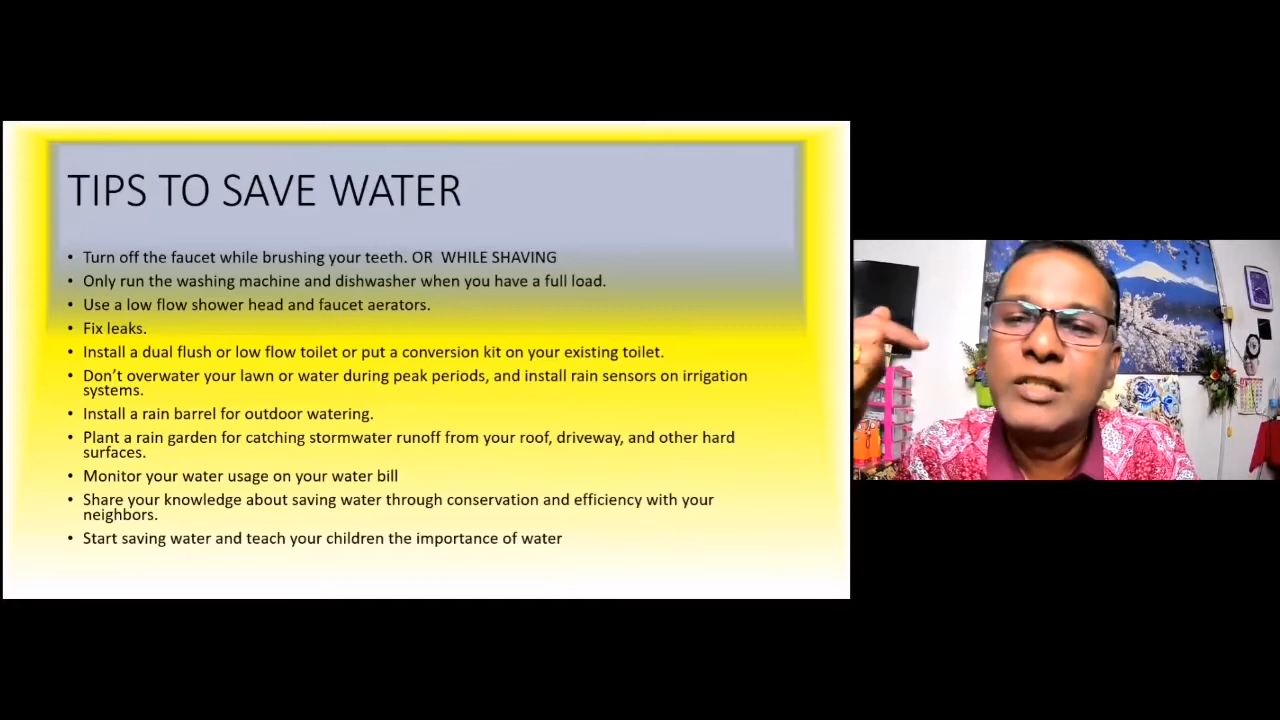 TIPS TO SAVE WATER
• Turn off the faucet while brushing your teeth. OR  WHILE SHAVING
• Only run the washing machine and dishwasher when you have a full load.
• Use a low flow shower head and faucet aerators.
• Fix leaks.
• Install a dual flush or low flow toilet or put a conversion kit on your existing toilet.
• Don’t overwater your lawn or water during peak periods, and install rain sensors on irrigation
systems.
• Install a rain barrel for outdoor watering.
• Plant a rain garden for catching stormwater runoff from your roof, driveway, and other hard
surfaces.
• Monitor your water usage on your water bill
• Share your knowledge about saving water through conservation and efficiency with your
neighbors.
• Start saving water and teach your children the importance of water